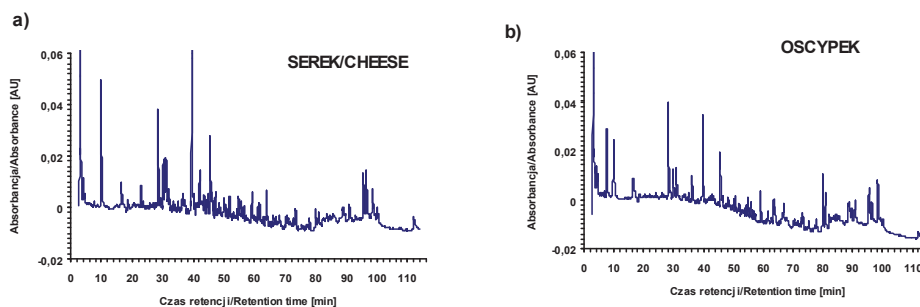 a)
SEREK/CHEESE
Absorbancja/Absorbance [AU]
0,06
0,04
0,02
0
-0,02
0 10 20 30 40 50 60 70 80 90 100 110
Czas retencji/Retention time [min]
b)
OSCYPEK
Absorbancja/Absorbance [AU]
0,06
0,04
0,02
0
-0,02
0 10 20 30 40 50 60 70 80 90 100 110
Czas retencji/Retention time [min]